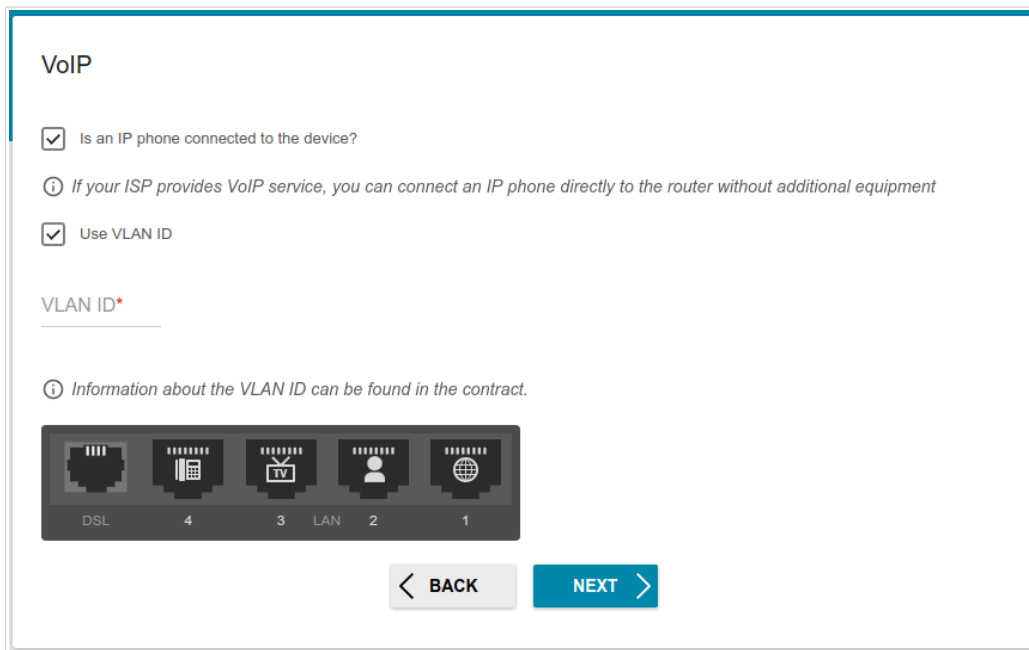 VoIP
Is an IP phone connected to the device?
If your ISP provides VoIP service, you can connect an IP phone directly to the router without additional equipment
Use VLAN ID
VLAN ID*
Information about the VLAN ID can be found in the contract.
TV
DSL 4 3 LAN 2 1
BACK NEXT